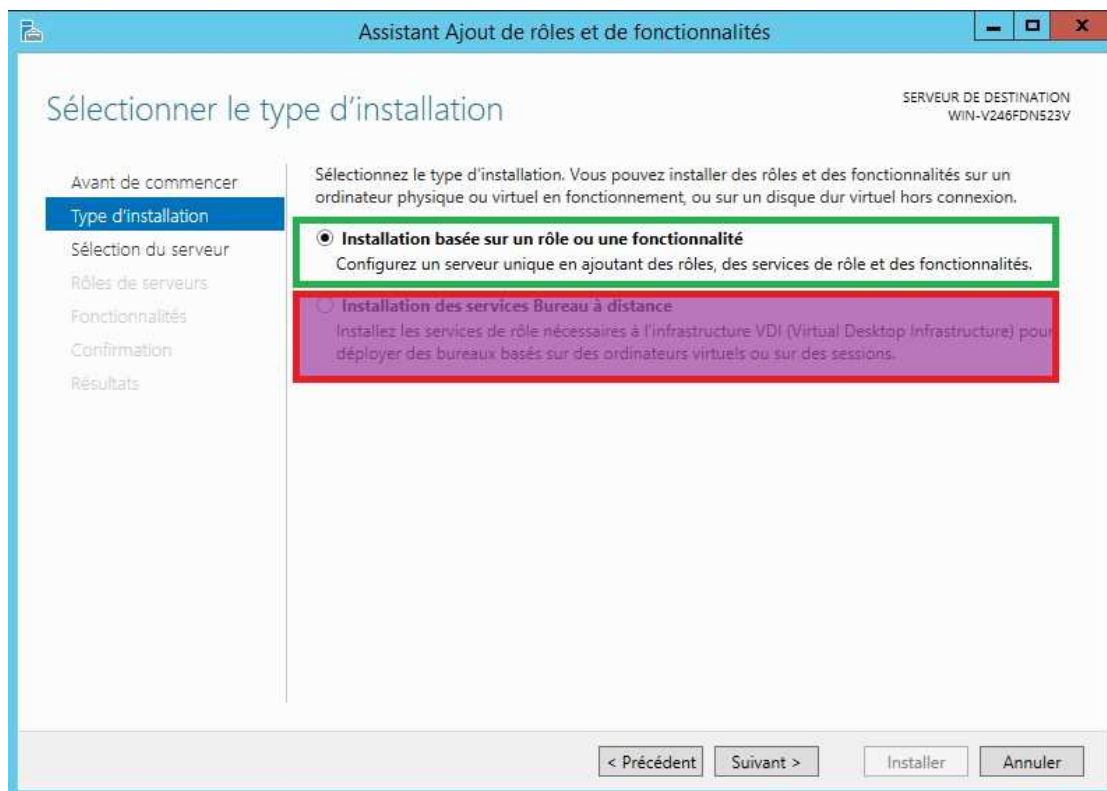 Assistant Ajout de rôles et de fonctionnalités
x
Sélectionner le type d'installation
SERVEUR DE DESTINATION
WIN-V246FDN523V
Avant de commencer
Type d'installation
Sélection du serveur
Rôles de serveurs
Fonctionnalités
Confirmation
Résultats
Sélectionnez le type d'installation. Vous pouvez installer des rôles et des fonctionnalités sur un
ordinateur physique ou virtuel en fonctionnement, ou sur un disque dur virtuel hors connexion.
Installation basée sur un rôle ou une fonctionnalité
Configurez un serveur unique en ajoutant des rôles, des services de rôle et des fonctionnalités.
Installation des services Bureau à distance
Installez les services de rôle nécessaires à l'infrastructure VDI (Virtual Desktop Infrastructure) pour
déployer des bureaux basés sur des ordinateurs virtuels ou sur des sessions.
< Précédent
Suivant >
Installer
Annuler